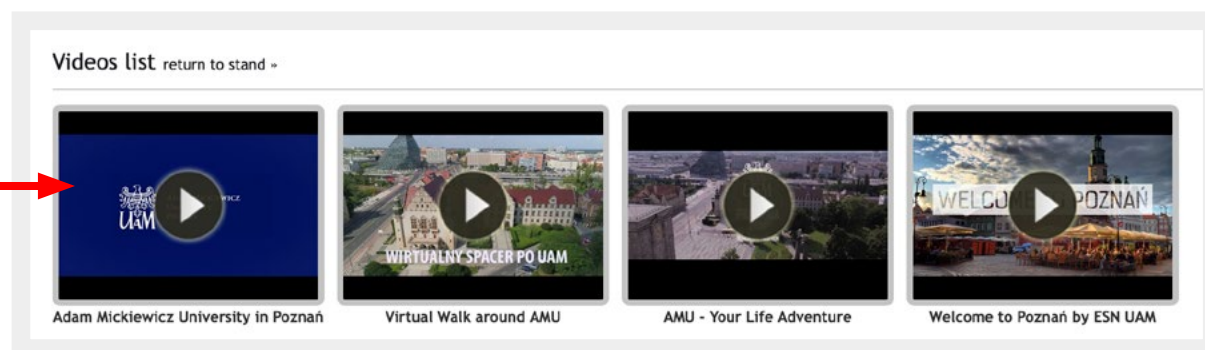 Videos list return to stand »
UAM
WIRTUALNY SPACER PO UAM
POZNAŃ
Adam Mickiewicz University in Poznań
Virtual Walk around AMU
AMU - Your Life Adventure
Welcome to Poznań by ESN UAM